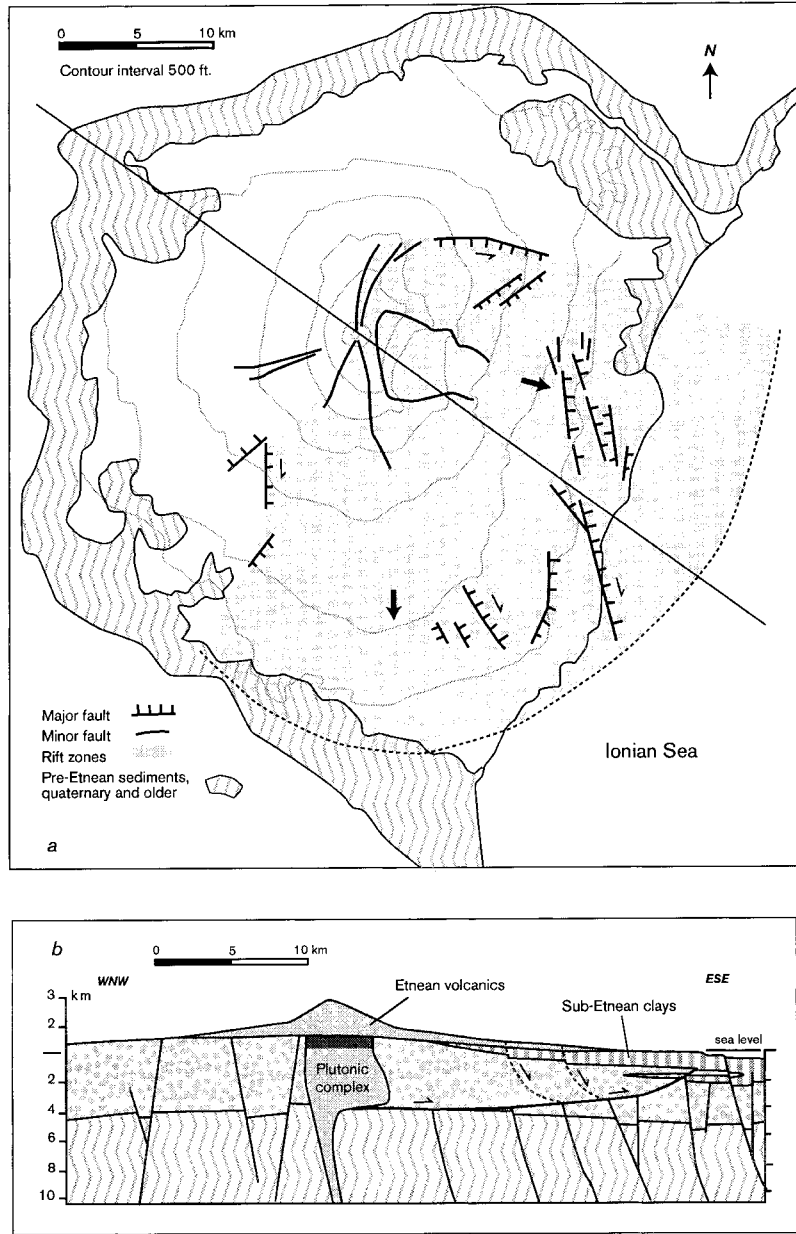 0 5 10 km
Contour interval 500 ft.
N
Ionian Sea
Major fault
Minor fault
Rift zones
Pre-Etnean sediments,
quaternary and older
a
b
0 5 10 km
WNW
ESE
Etnean volcanics
Sub-Etnean clays
3 km
2
sea level
Plutonic
complex
2
4
6
8
10